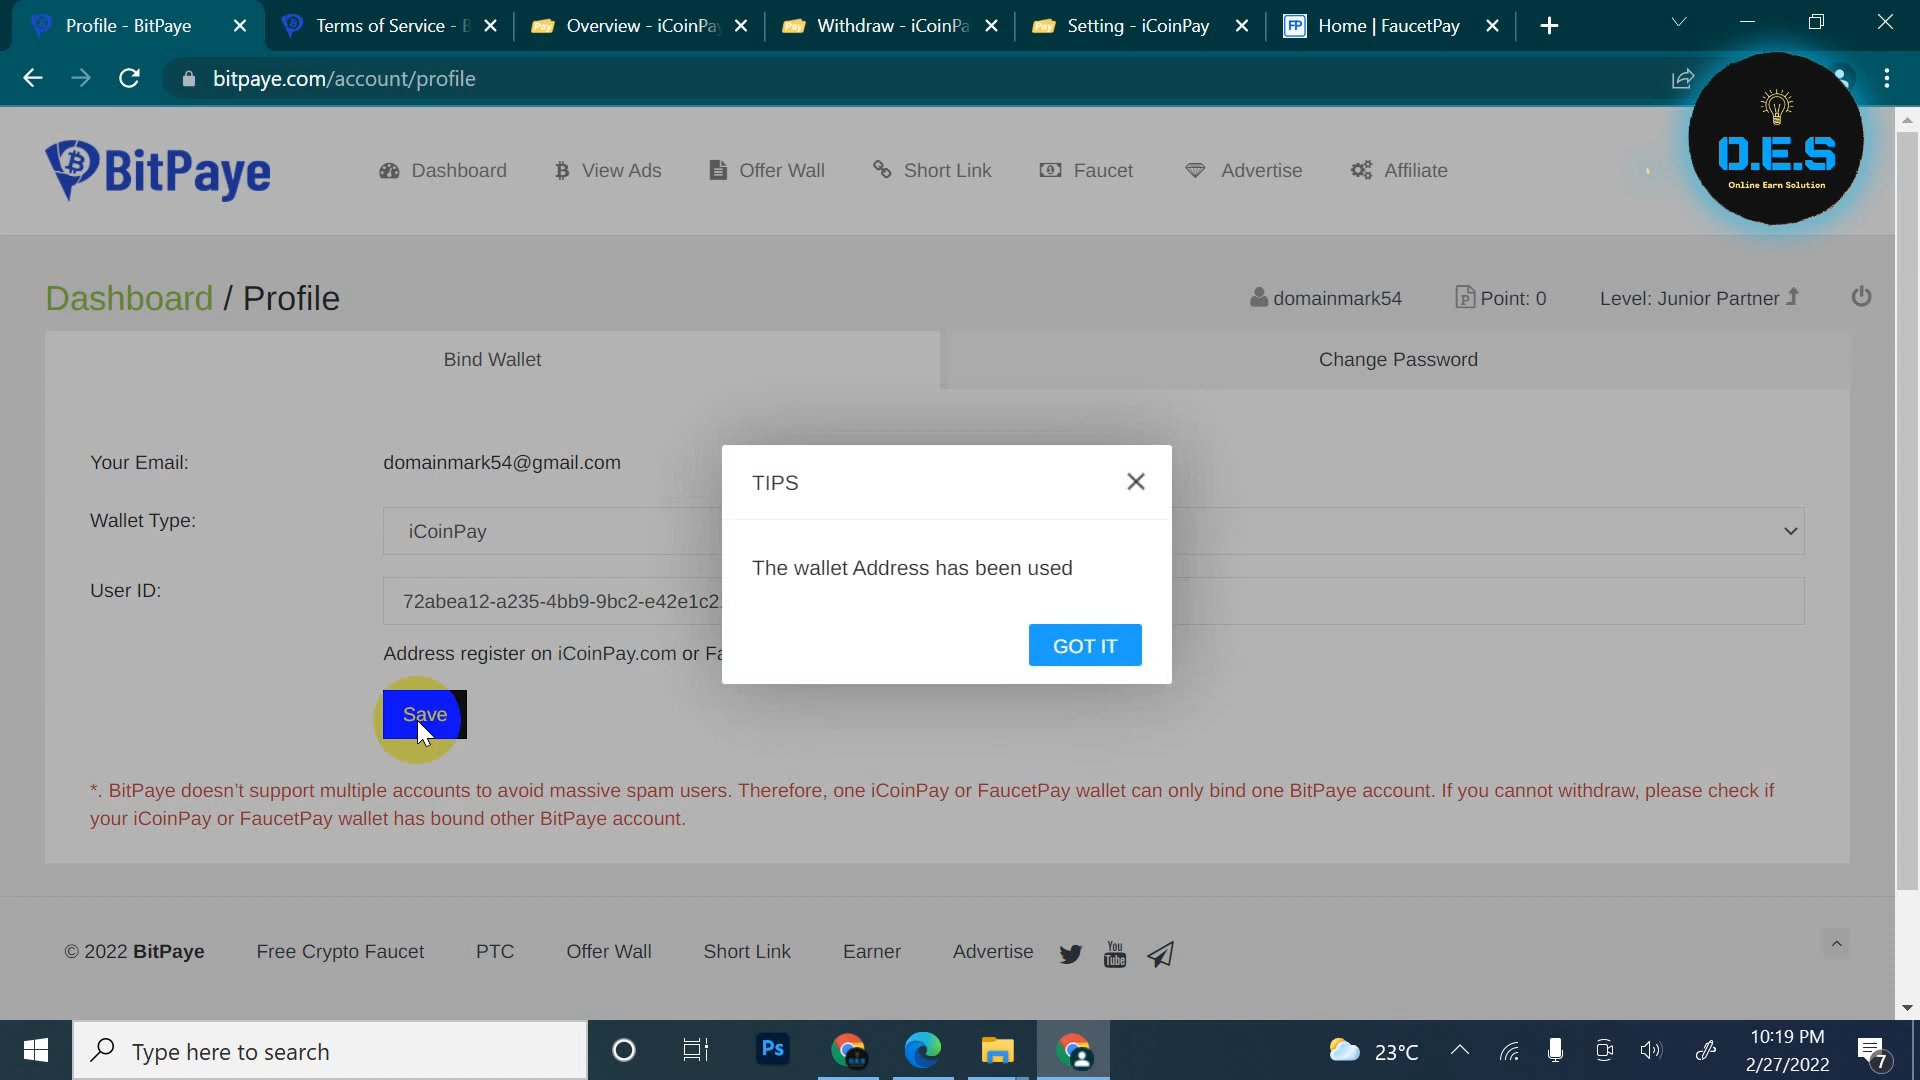 Profile - BitPaye
Terms of Service - B
Overview - iCoinPay
Withdraw - iCoinPa
Setting - iCoinPay
FP Home | FaucetPay
bitpaye.com/account/profile
O.E.S
Online Earn Solution
BitPaye
Dashboard
View Ads
Offer Wall
Short Link
Faucet
Advertise
Affiliate
Dashboard / Profile
domainmark54
Point: 0
Level: Junior Partner
Bind Wallet
Change Password
Your Email:
domainmark54@gmail.com
Wallet Type:
iCoinPay
User ID:
72abea12-a235-4bb9-9bc2-e42e1c2
Address register on iCoinPay.com or Fa
TIPS
The wallet Address has been used
GOT IT
Save
*. BitPaye doesn't support multiple accounts to avoid massive spam users. Therefore, one iCoinPay or FaucetPay wallet can only bind one BitPaye account. If you cannot withdraw, please check if
your iCoinPay or FaucetPay wallet has bound other BitPaye account.
© 2022 BitPaye
Free Crypto Faucet
PTC
Offer Wall
Short Link
Earner
Advertise
You
Tube
Type here to search
Ps
23°C
10:19 PM
2/27/2022
7